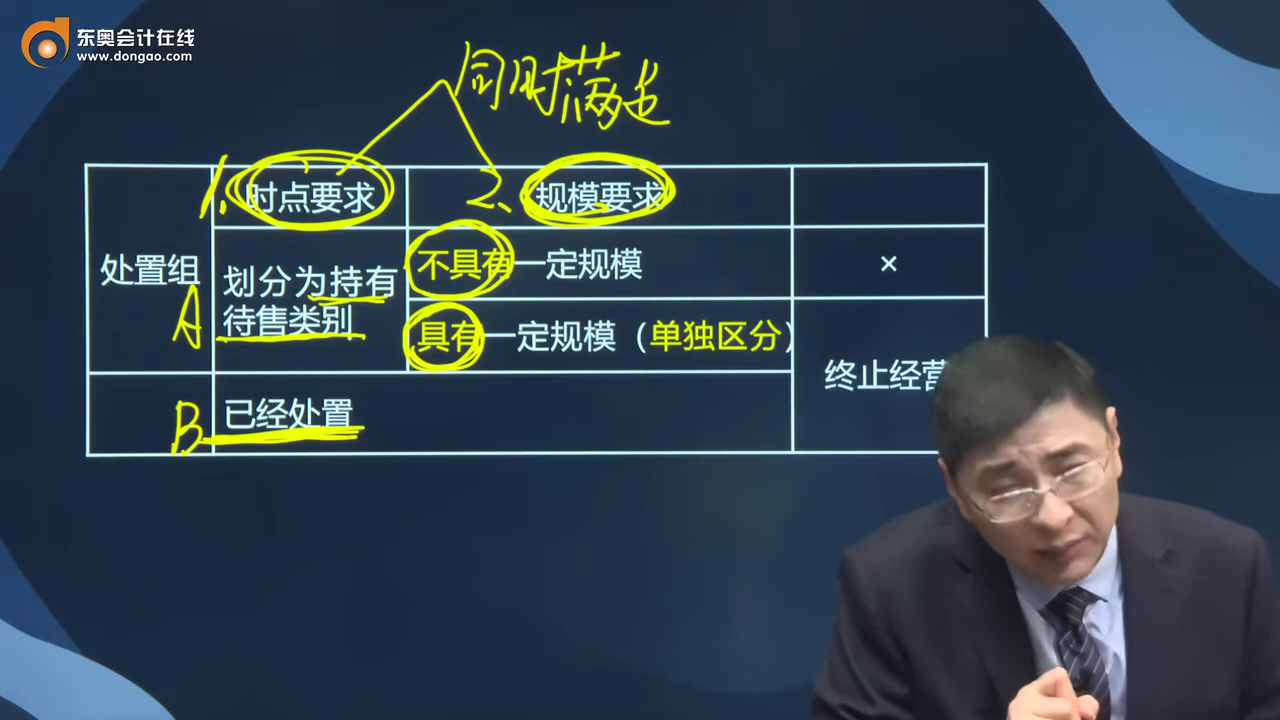 东奥会计在线
www.dongao.com
同时满足
1. 时点要求
2、规模要求
处置组
划分为持有
待售类别
不具有一定规模
×
A
具有一定规模（单独区分）
终止经营
B
已经处置